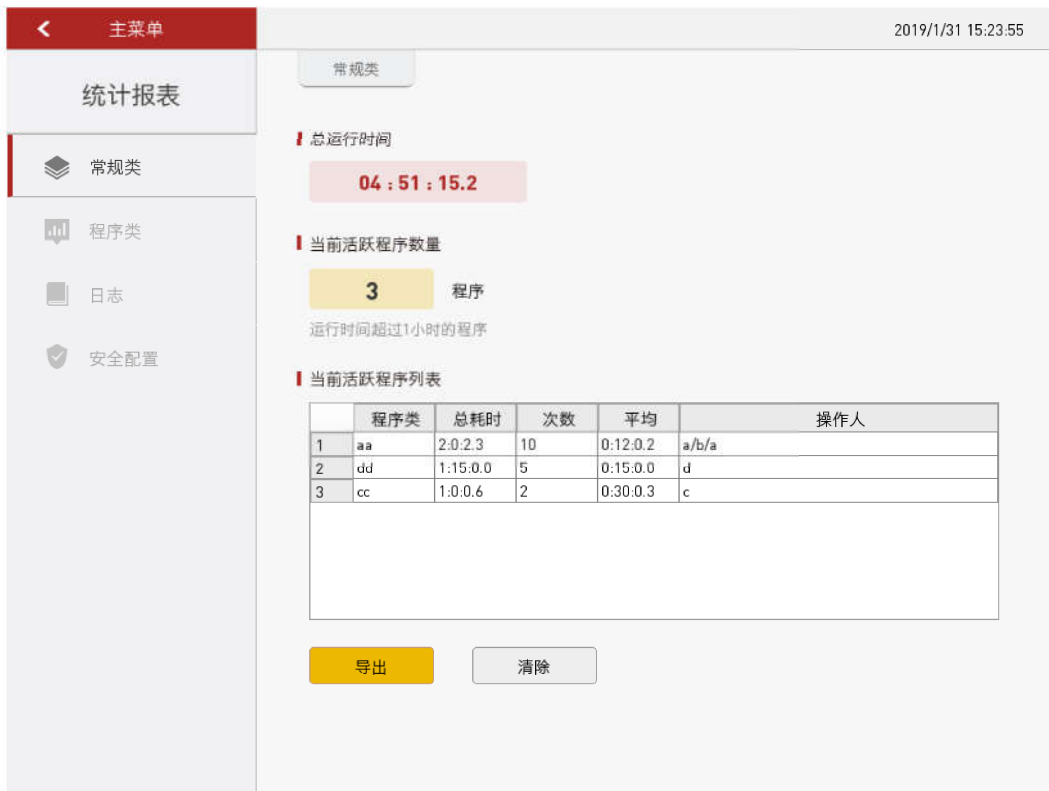 主菜单
2019/1/31 15:23:55
统计报表
常规类
程序类
日志
安全配置
常规类
总运行时间
04 : 51 : 15.2
当前活跃程序数量
3 程序
运行时间超过1小时的程序
当前活跃程序列表
程序类 总耗时 次数 平均 操作人
1 aa 2:0:2.3 10 0:12:0.2 a/b/a
2 dd 1:15:0.0 5 0:15:0.0 d
3 cc 1:0:0.6 2 0:30:0.3 c
导出 清除